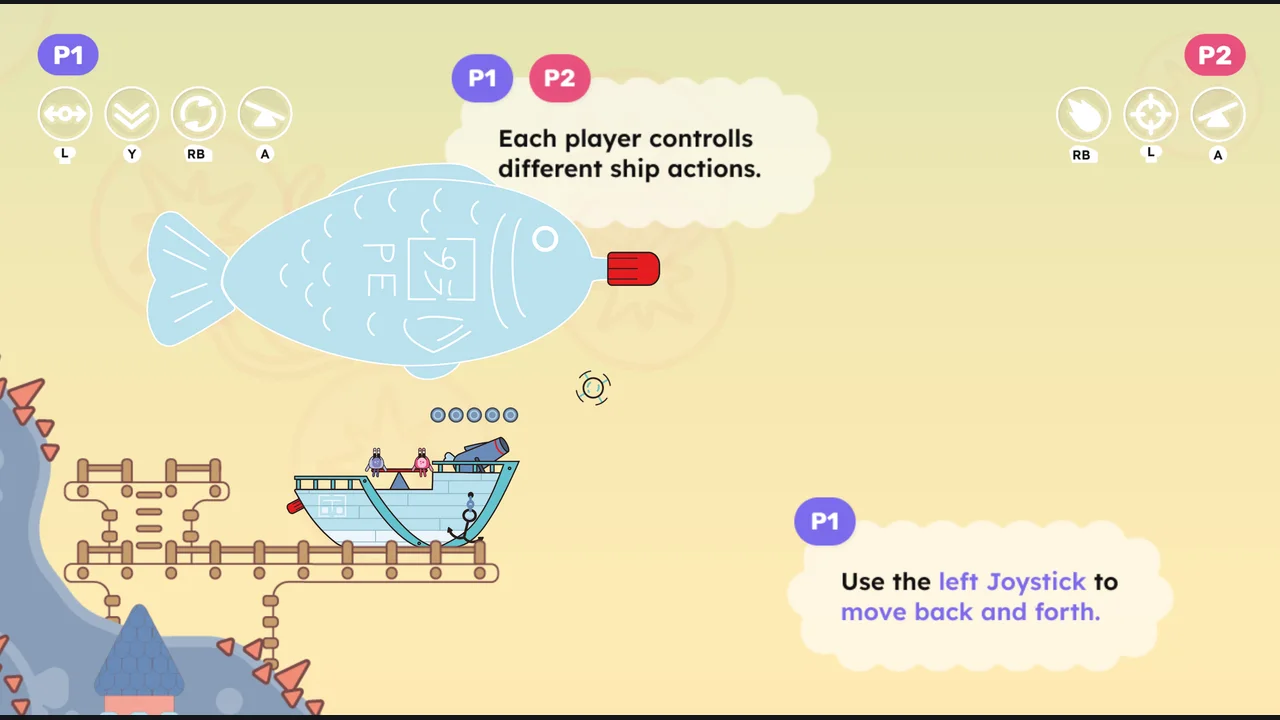 P1
L
Y
RB
A
P1 P2
Each player controlls
different ship actions.
P2
RB
L
A
PE
P1
Use the left Joystick to
move back and forth.